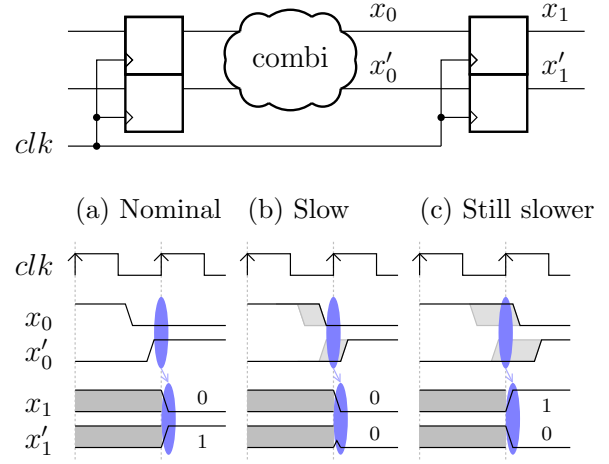 x₀ x₁
combi
x′₀ x′₁
clk
(a) Nominal (b) Slow (c) Still slower
clk
x₀
x′₀
x₁ 0 0 1
x′₁ 1 0 0